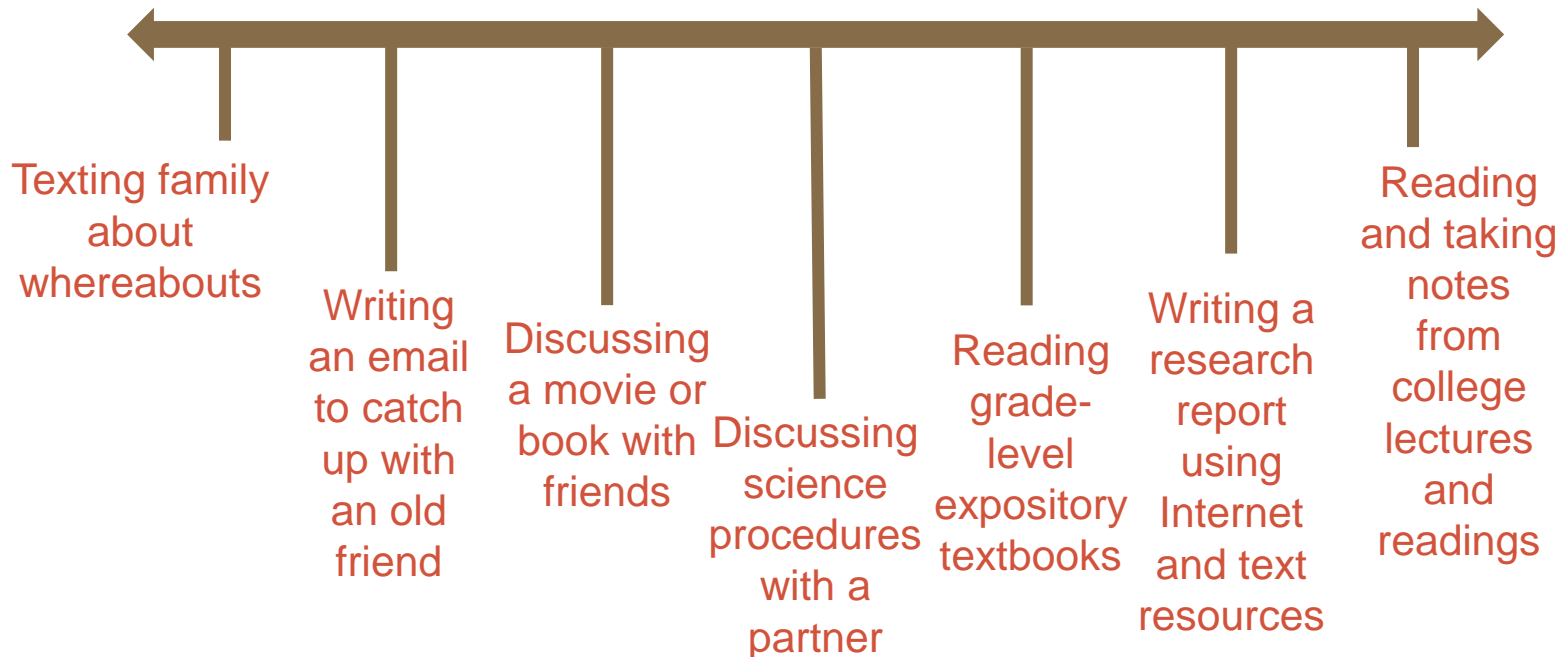 Texting family
about
whereabouts
Writing
an email
to catch
up with
an old
friend
Discussing
a movie or
book with
friends
Discussing
science
procedures
with a
partner
Reading
grade-
level
expository
textbooks
Writing a
research
report
using
Internet
and text
resources
Reading
and taking
notes
from
college
lectures
and
readings